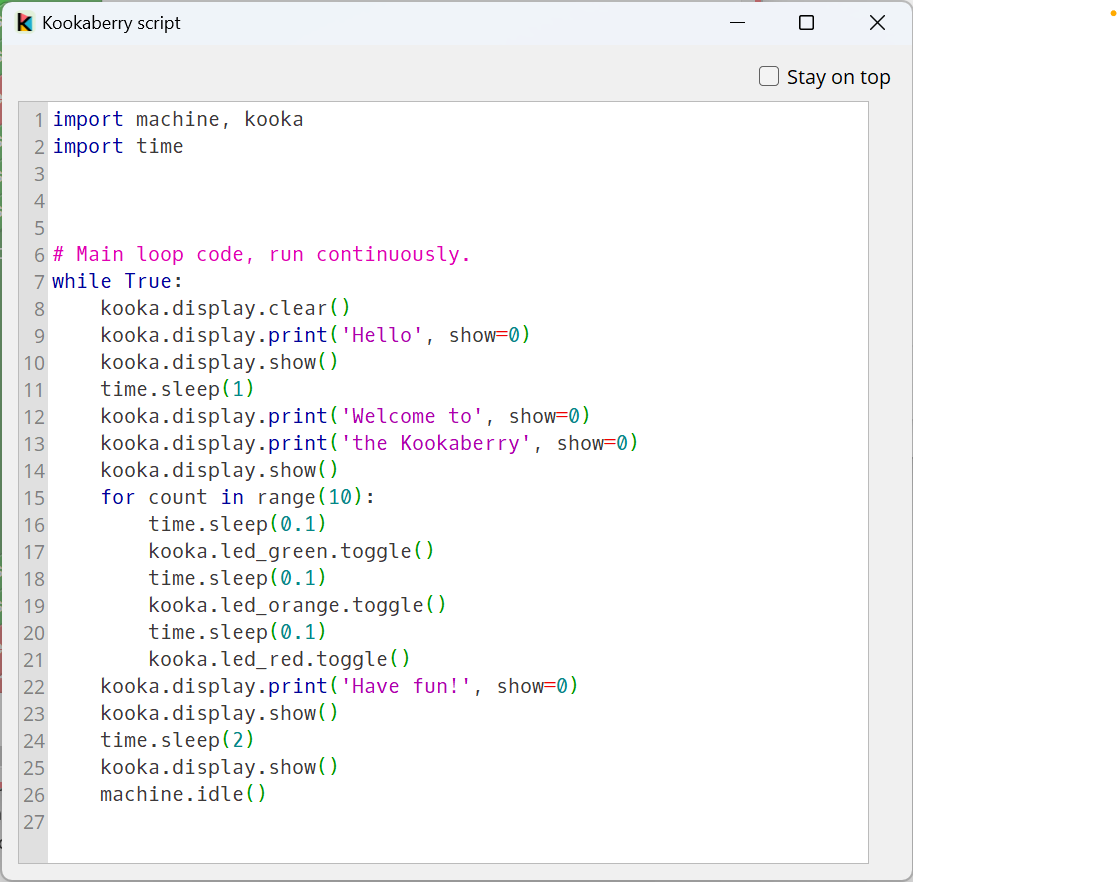 Kookaberry script
Stay on top
1 import machine, kooka
2 import time
3
4
5
6 # Main loop code, run continuously.
7 while True:
8     kooka.display.clear()
9     kooka.display.print('Hello', show=0)
10     kooka.display.show()
11     time.sleep(1)
12     kooka.display.print('Welcome to', show=0)
13     kooka.display.print('the Kookaberry', show=0)
14     kooka.display.show()
15     for count in range(10):
16         time.sleep(0.1)
17         kooka.led_green.toggle()
18         time.sleep(0.1)
19         kooka.led_orange.toggle()
20         time.sleep(0.1)
21         kooka.led_red.toggle()
22     kooka.display.print('Have fun!', show=0)
23     kooka.display.show()
24     time.sleep(2)
25     kooka.display.show()
26     machine.idle()
27